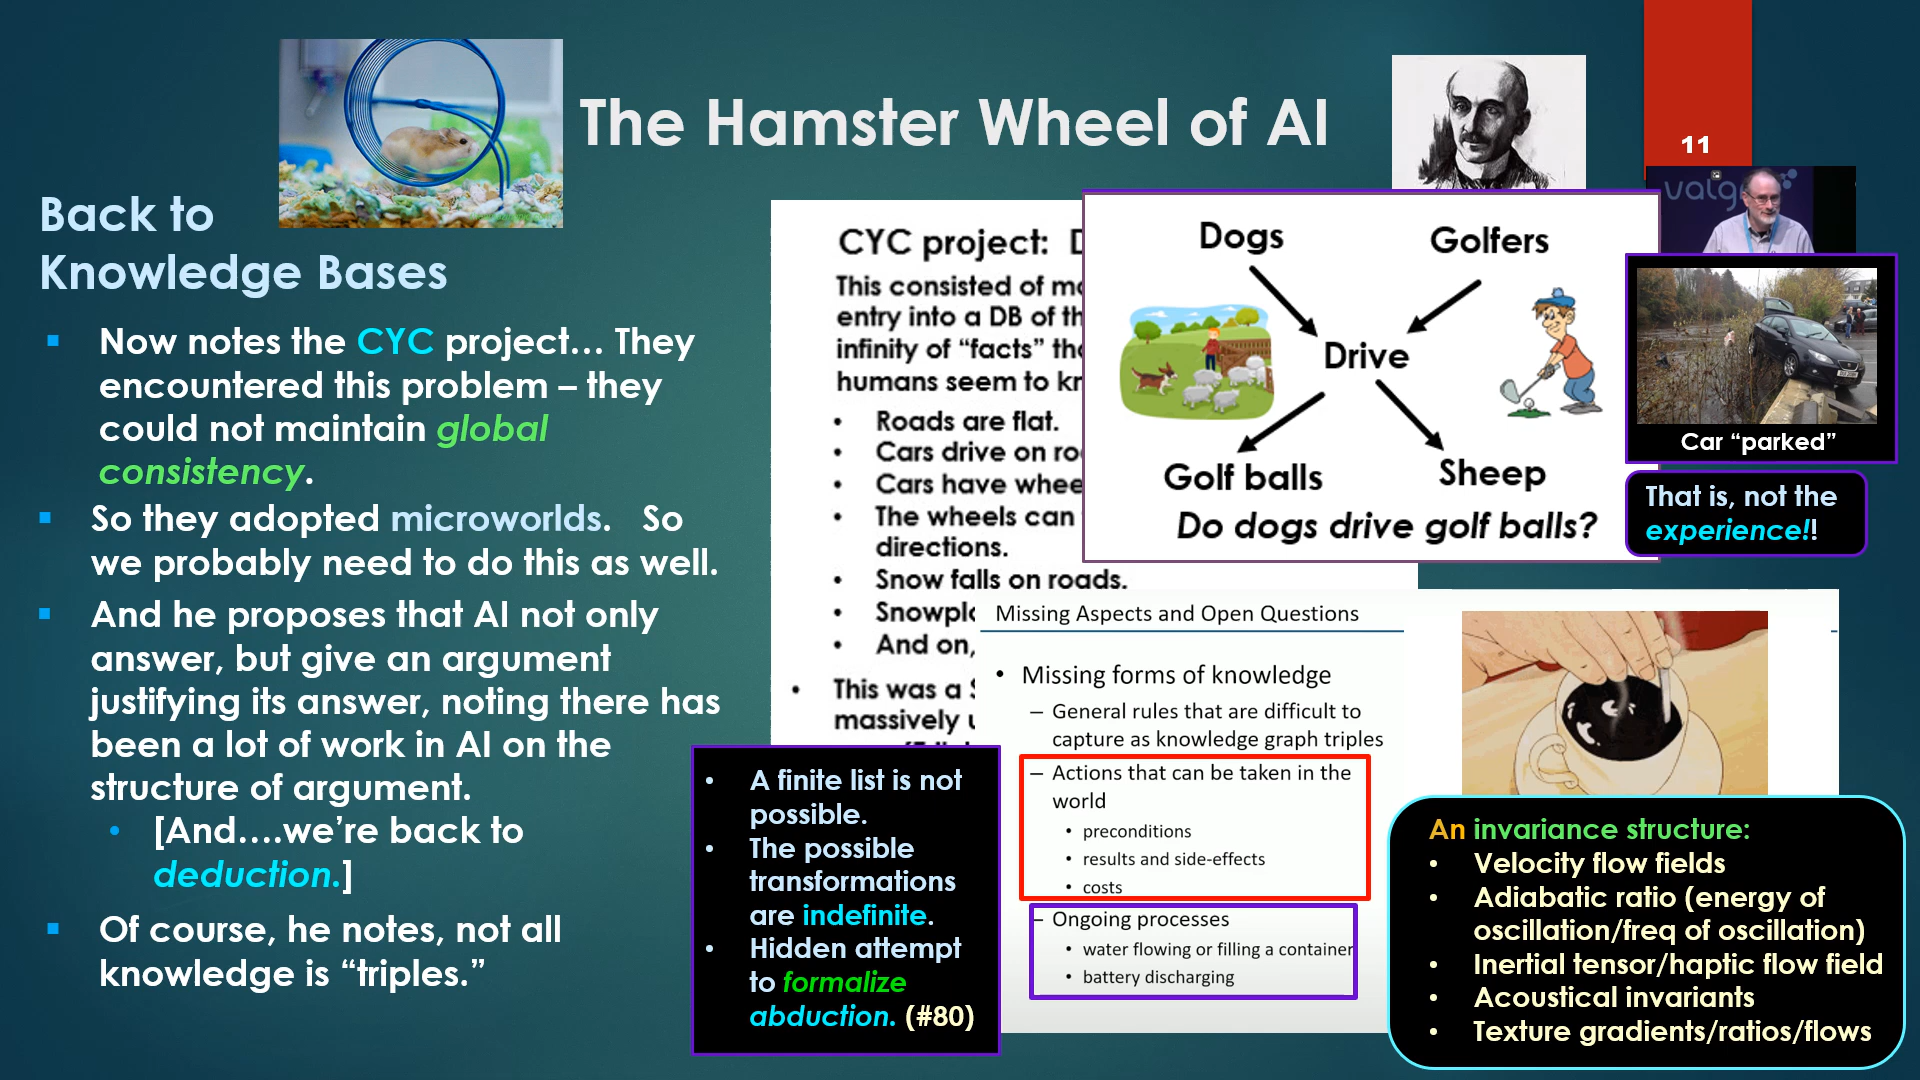 The Hamster Wheel of AI
11
Back to
Knowledge Bases
Now notes the CYC project… They
encountered this problem – they
could not maintain global
consistency.
So they adopted microworlds. So
we probably need to do this as well.
And he proposes that AI not only
answer, but give an argument
justifying its answer, noting there has
been a lot of work in AI on the
structure of argument.
[And….we’re back to
deduction.]
Of course, he notes, not all
knowledge is “triples.”
CYC project:
This consisted of
entry into a DB of
infinity of “facts”
humans seem to
Roads are flat.
Cars drive on
Cars have
The wheels can
directions.
Snow falls on roads.
And on,
This was a
massively
Dogs
Golfers
Drive
Golf balls
Sheep
Do dogs drive golf balls?
Car “parked”
That is, not the
experience!!
Missing Aspects and Open Questions
Missing forms of knowledge
– General rules that are difficult to
capture as knowledge graph triples
– Actions that can be taken in the
world
preconditions
results and side-effects
costs
– Ongoing processes
water flowing or filling a container
battery discharging
A finite list is not
possible.
The possible
transformations
are indefinite.
Hidden attempt
to formalize
abduction. (#80)
An invariance structure:
Velocity flow fields
Adiabatic ratio (energy of
oscillation/freq of oscillation)
Inertial tensor/haptic flow field
Acoustical invariants
Texture gradients/ratios/flows